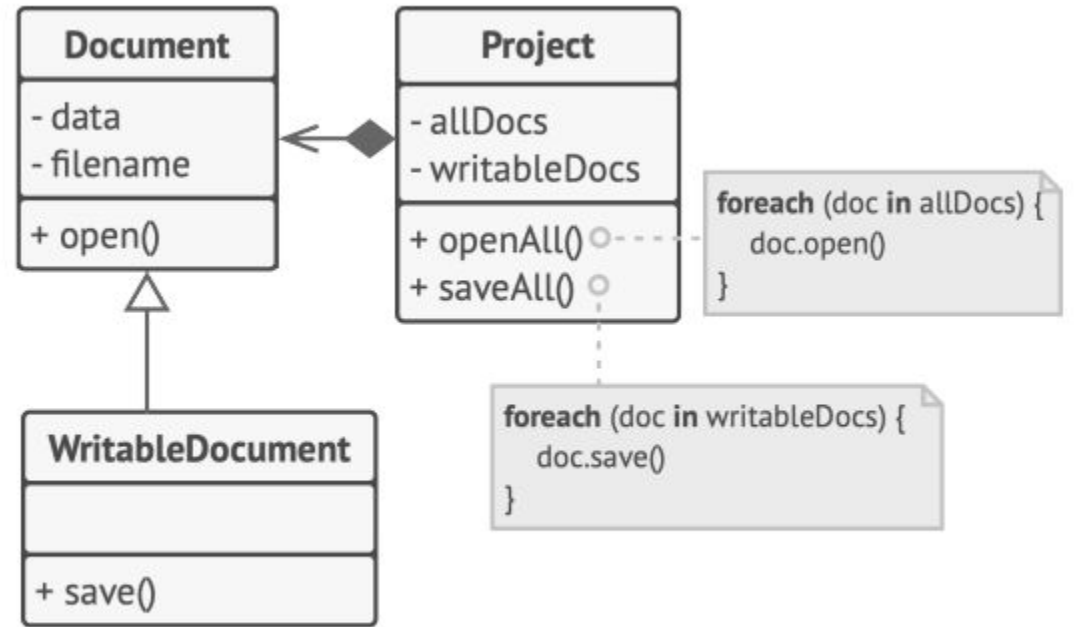 Document
- data
- filename
+ open()
Project
- allDocs
- writableDocs
+ openAll()
+ saveAll()
foreach (doc in allDocs) {
doc.open()
}
foreach (doc in writableDocs) {
doc.save()
}
WritableDocument
+ save()